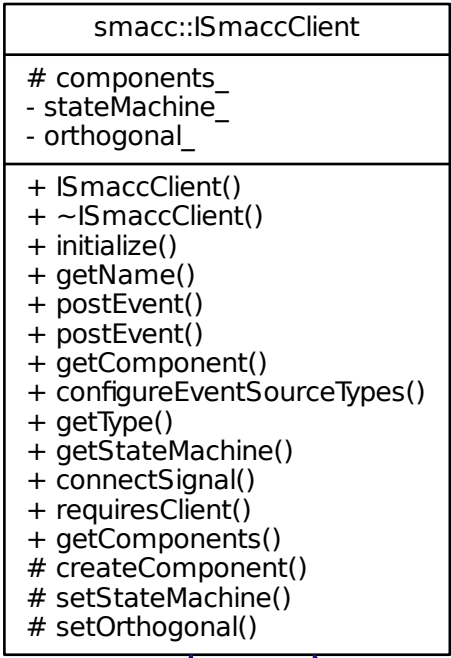 smacc::ISmaccClient
# components_
- stateMachine_
- orthogonal_
+ ISmaccClient()
+ ~ISmaccClient()
+ initialize()
+ getName()
+ postEvent()
+ postEvent()
+ getComponent()
+ configureEventSourceTypes()
+ getType()
+ getStateMachine()
+ connectSignal()
+ requiresClient()
+ getComponents()
# createComponent()
# setStateMachine()
# setOrthogonal()